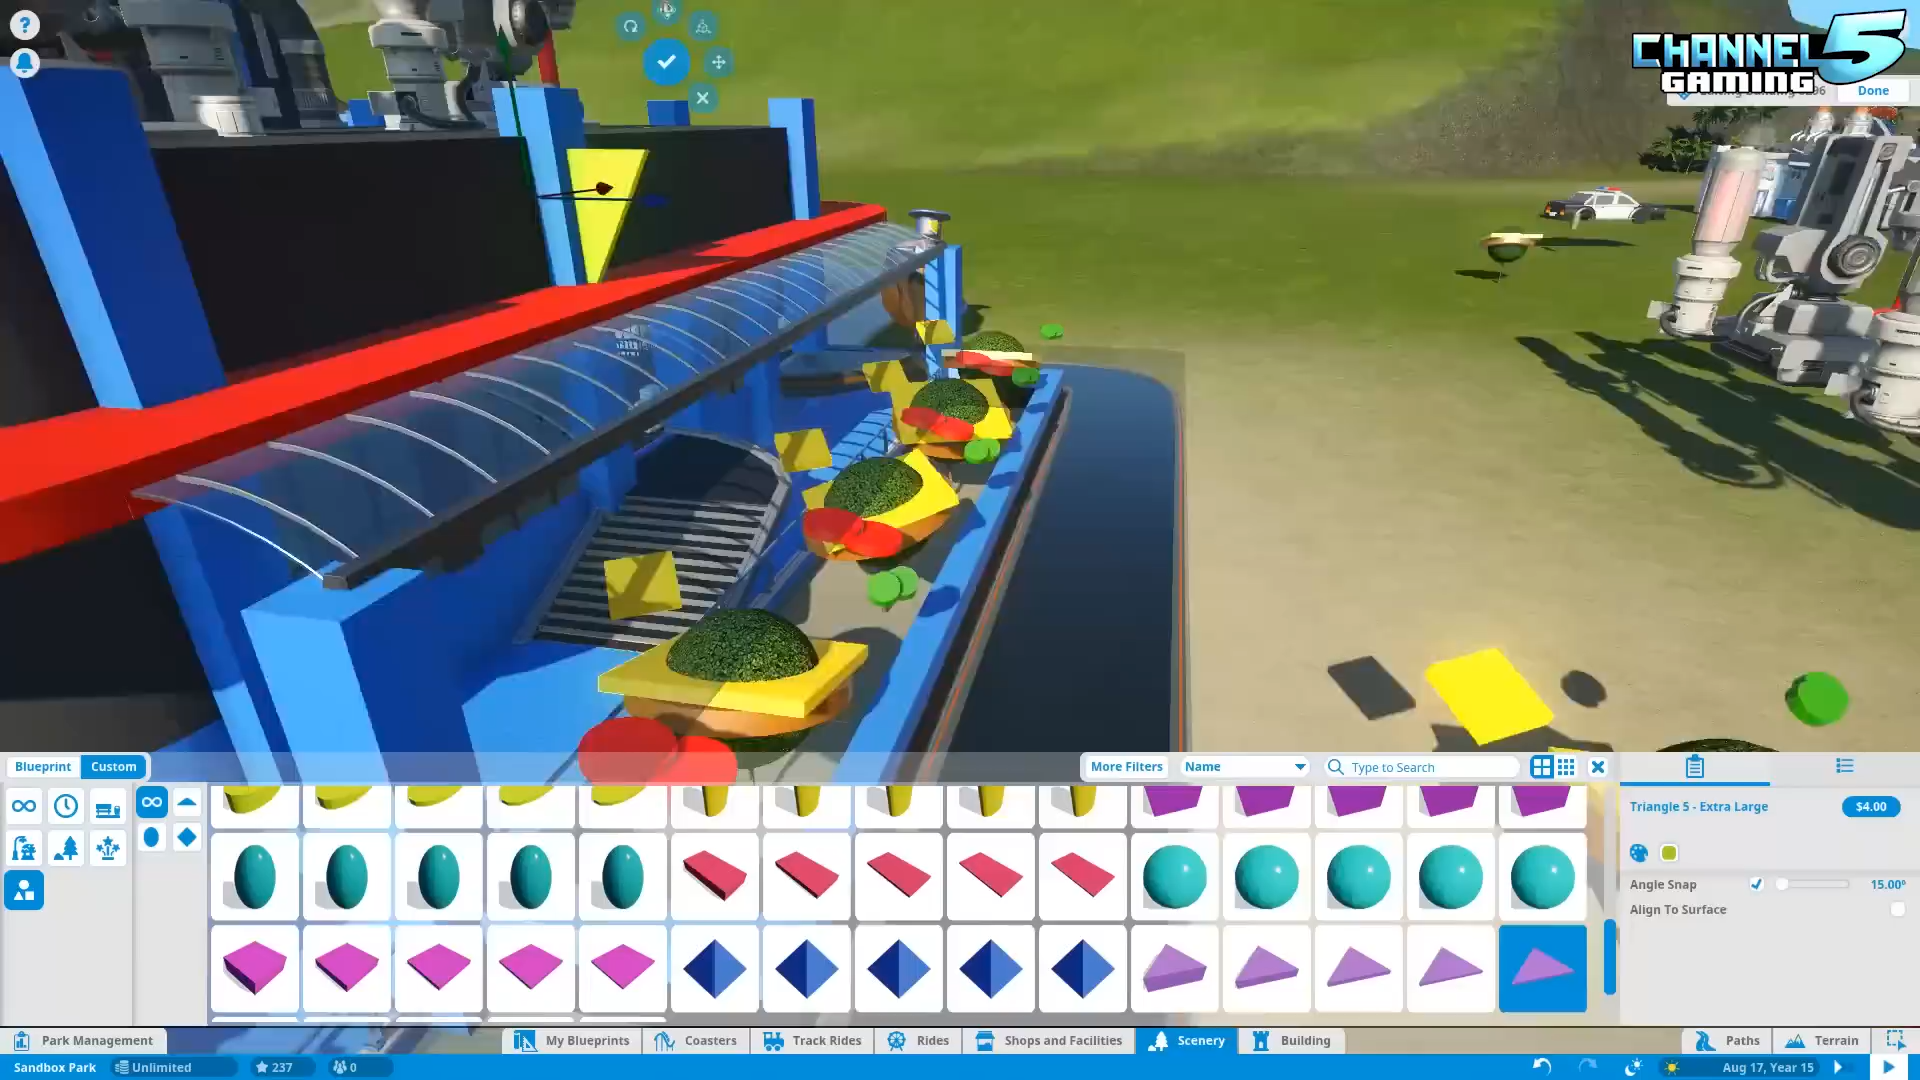 ?
CHANNEL 5
GAMING
Done
Blueprint
Custom
More Filters
Name
Type to Search
Triangle 5 - Extra Large
$4.00
Angle Snap
15.00°
Align To Surface
Park Management
My Blueprints
Coasters
Track Rides
Rides
Shops and Facilities
Scenery
Building
Paths
Terrain
Sandbox Park
Unlimited
237
0
Aug 17, Year 15